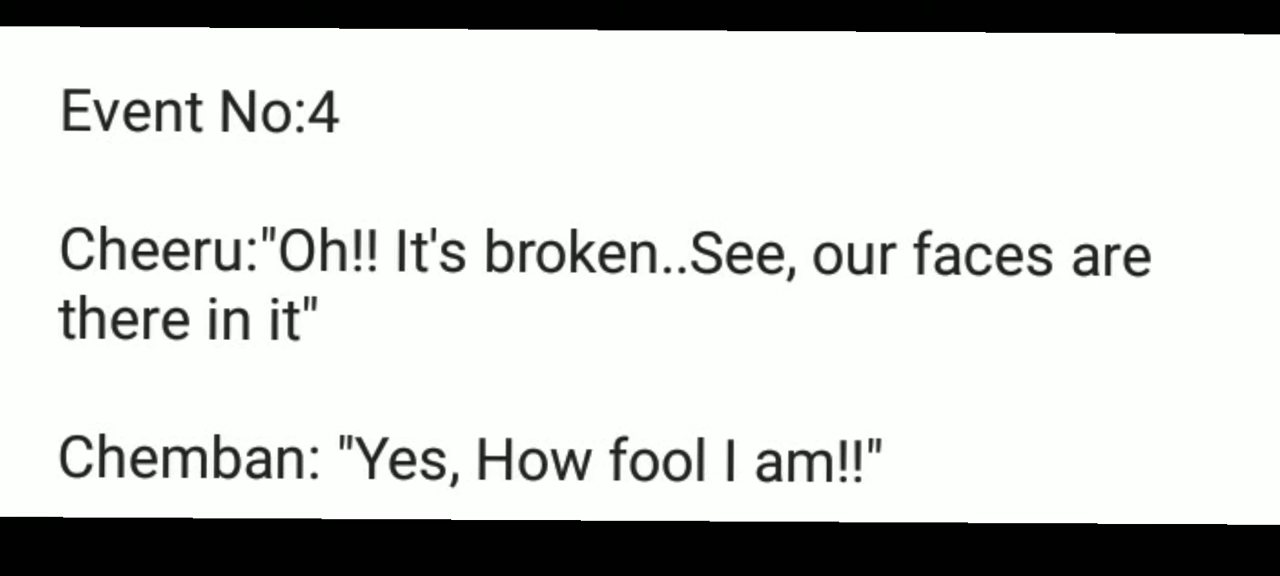 Event No:4
Cheeru:"Oh!! It's broken..See, our faces are
there in it"
Chemban: "Yes, How fool I am!!"